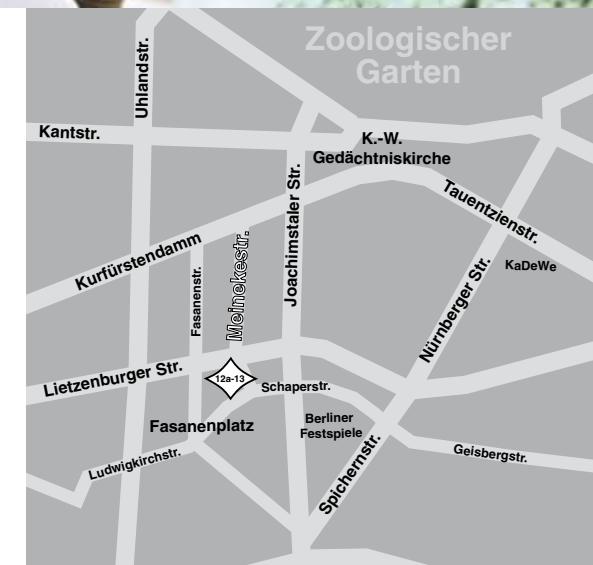 Zoologischer
Garten
Uhlandstr.
Kantstr.
K.-W.
Gedächtniskirche
Joachimstaler Str.
Tauentzienstr.
KaDeWe
Kurfürstendamm
Fasanenstr.
Meinekestr.
Nürnberger Str.
Lietzenburger Str.
12a-13
Schaperstr.
Fasanenplatz
Berliner
Festspiele
Ludwigkirchstr.
Spichernstr.
Geisbergstr.